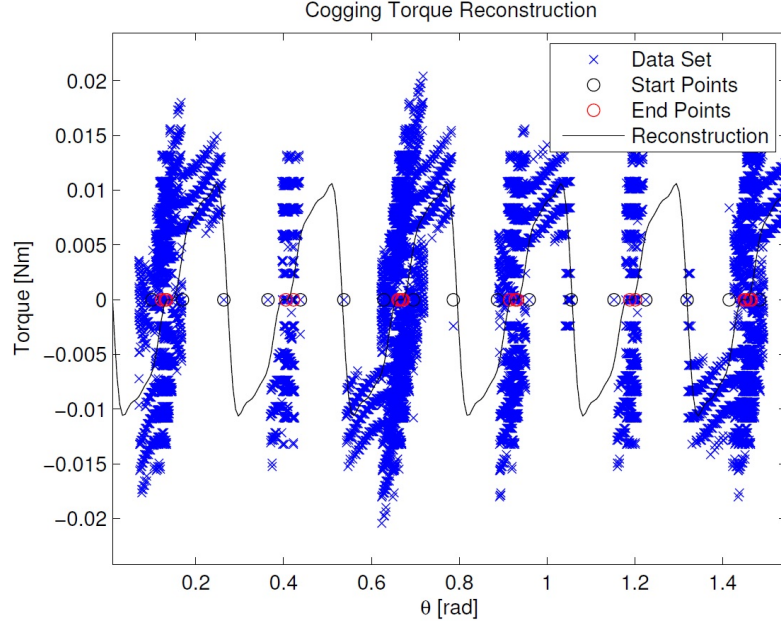 Cogging Torque Reconstruction
Data Set
Start Points
End Points
Reconstruction
0.02
0.015
0.01
0.005
0
−0.005
−0.01
−0.015
−0.02
Torque [Nm]
0.2
0.4
0.6
0.8
1
1.2
1.4
θ [rad]